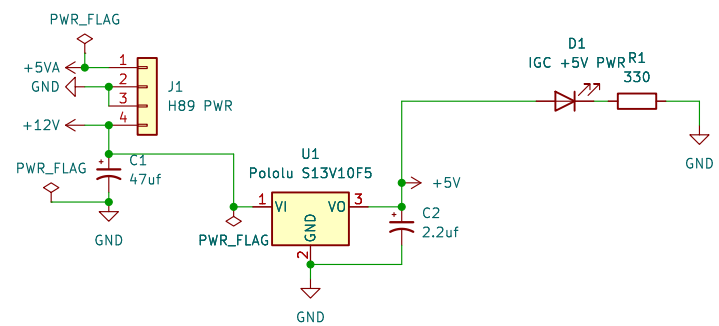 PWR_FLAG
+5VA
GND
+12V
1
2
3
4
J1
H89 PWR
PWR_FLAG
C1
47uf
GND
U1
Pololu S13V10F5
1
VI
VO
3
GND
2
PWR_FLAG
GND
+5V
C2
2.2uf
D1
IGC +5V PWR
R1
330
GND